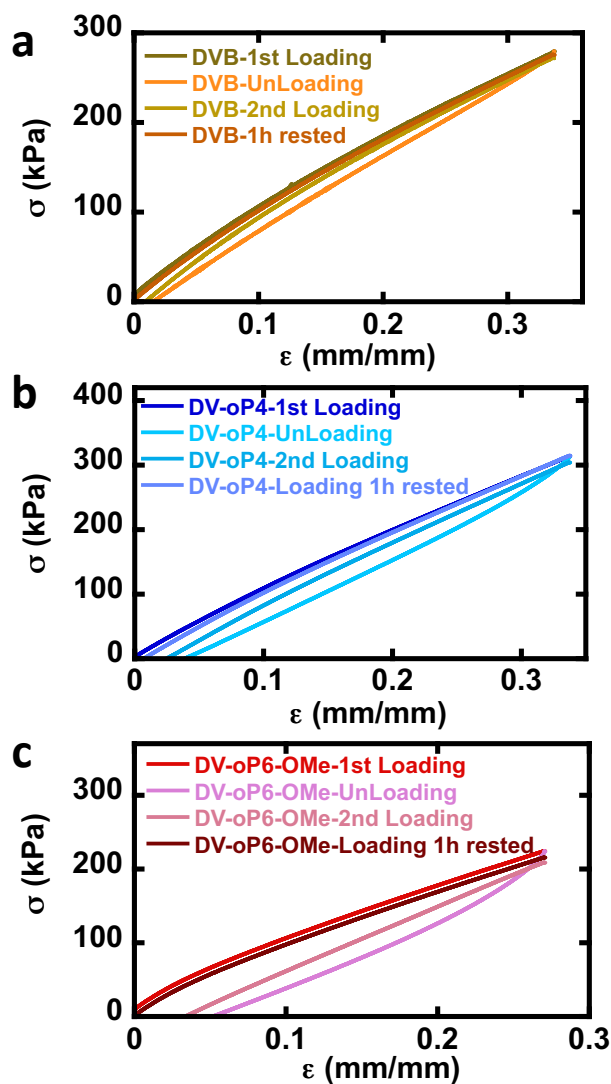 a
300
200
100
0
σ (kPa)
DVB-1st Loading
DVB-UnLoading
DVB-2nd Loading
DVB-1h rested
0
0.1
0.2
0.3
ε (mm/mm)
b
400
300
200
100
0
σ (kPa)
DV-oP4-1st Loading
DV-oP4-UnLoading
DV-oP4-2nd Loading
DV-oP4-Loading 1h rested
0
0.1
0.2
0.3
ε (mm/mm)
c
300
200
100
0
σ (kPa)
DV-oP6-OMe-1st Loading
DV-oP6-OMe-UnLoading
DV-oP6-OMe-2nd Loading
DV-oP6-OMe-Loading 1h rested
0
0.1
0.2
0.3
ε (mm/mm)